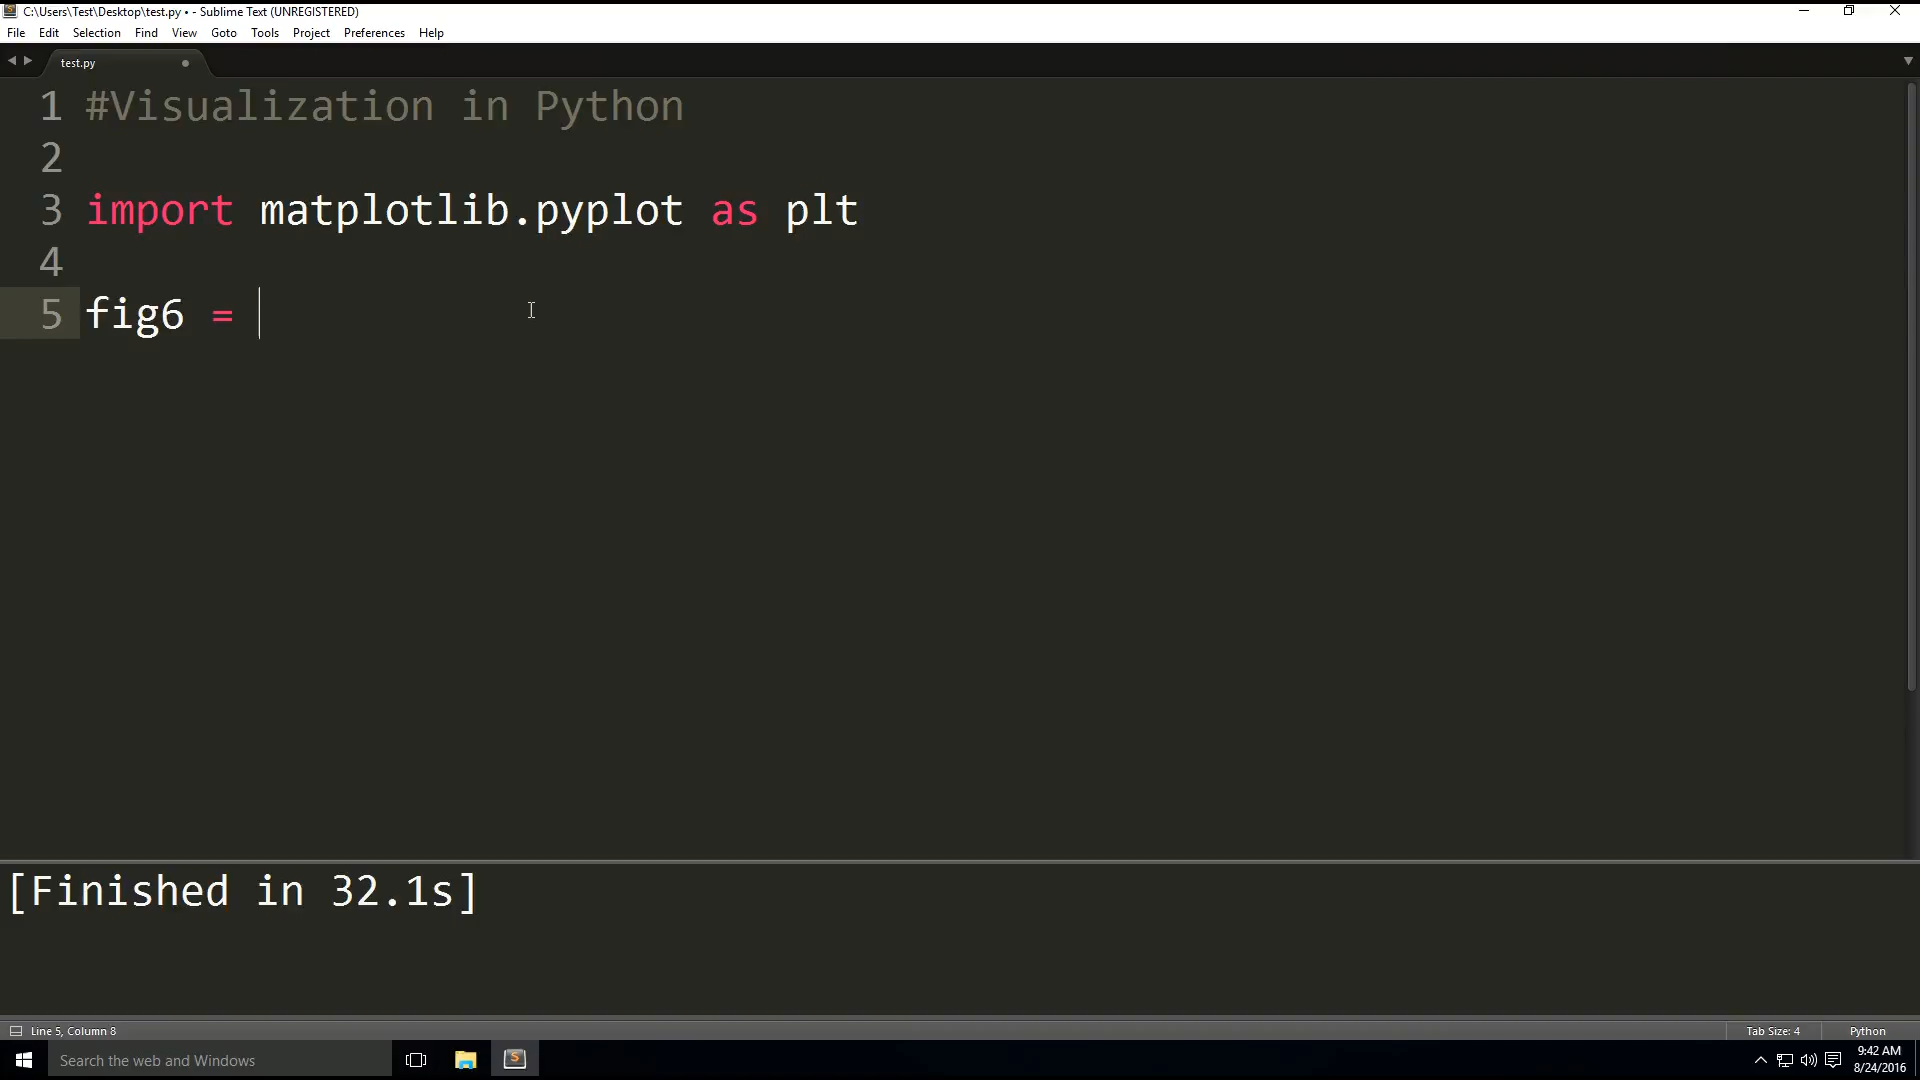 C:\Users\Test\Desktop\test.py • - Sublime Text (UNREGISTERED)
File Edit Selection Find View Goto Tools Project Preferences Help
test.py
1 #Visualization in Python
2
3 import matplotlib.pyplot as plt
4
5 fig6 =
[Finished in 32.1s]
Line 5, Column 8 Tab Size: 4 Python
Search the web and Windows
9:42 AM
8/24/2016